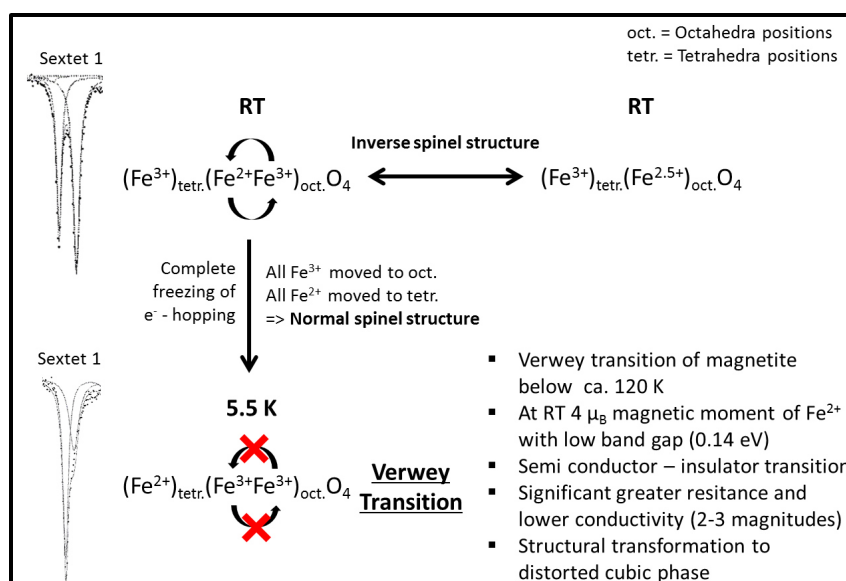 oct. = Octahedra positions
tetr. = Tetrahedra positions
Sextet 1
RT
RT
Inverse spinel structure
(Fe³⁺)tetr.(Fe²⁺Fe³⁺)oct.O₄
(Fe³⁺)tetr.(Fe²·⁵⁺)oct.O₄
Complete
freezing of
e⁻ - hopping
All Fe³⁺ moved to oct.
All Fe²⁺ moved to tetr.
=> Normal spinel structure
Sextet 1
5.5 K
(Fe²⁺)tetr.(Fe³⁺Fe³⁺)oct.O₄
Verwey
Transition
▪ Verwey transition of magnetite
below ca. 120 K
▪ At RT 4 μB magnetic moment of Fe²⁺
with low band gap (0.14 eV)
▪ Semi conductor – insulator transition
▪ Significant greater resitance and
lower conductivity (2-3 magnitudes)
▪ Structural transformation to
distorted cubic phase